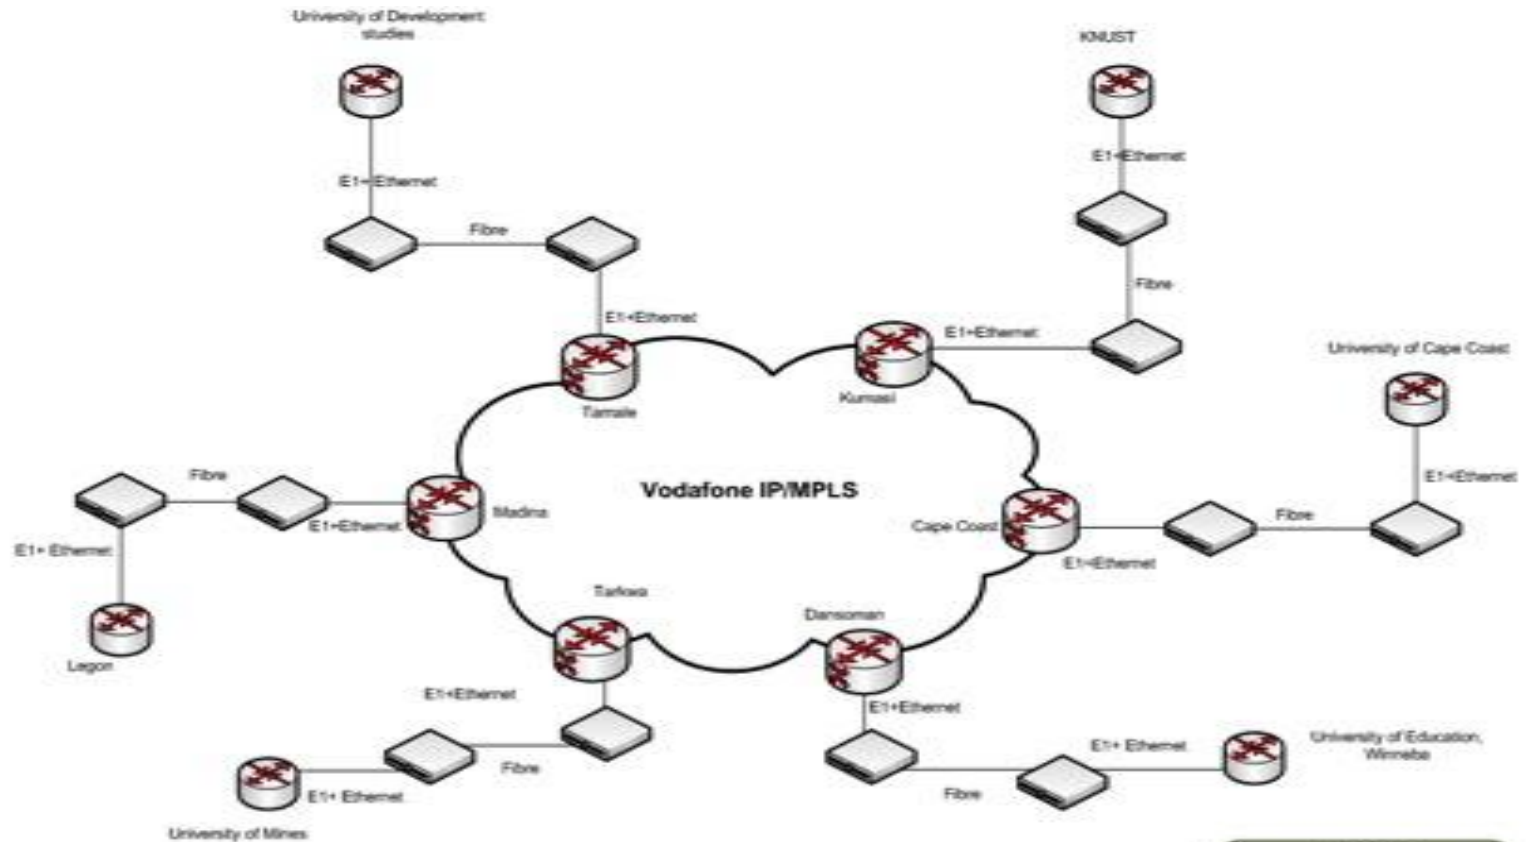 University of Development
studies
KNUST
E1+Ethernet
E1+ Ethernet
Fibre
Fibre
E1+Ethernet
E1+Ethernet
University of Cape Coast
Kumasi
Tamale
Fibre
E1+Ethernet
Vodafone IP/MPLS
Madina
Fibre
E1+Ethernet
Cape Coast
E1+ Ethernet
E1+Ethernet
Tarkwa
Dansoman
Legon
E1+Ethernet
E1+Ethernet
University of Education,
Winneba
E1+ Ethernet
Fibre
Fibre
E1+ Ethernet
University of Mines